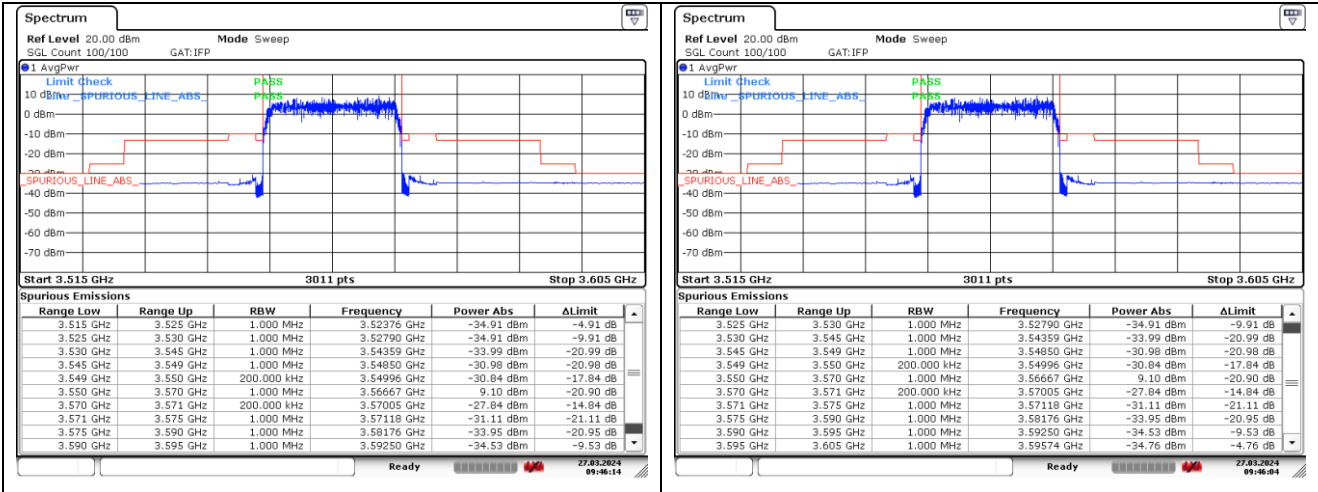 Spectrum
Ref Level 20.00 dBm Mode Sweep
SGL Count 100/100 GAT:IFP
1 AvgPwr
Limit Check PASS
10 dBm _SPURIOUS_LINE_ABS_ PASS
0 dBm
-10 dBm
-20 dBm
_SPURIOUS_LINE_ABS_
-40 dBm
-50 dBm
-60 dBm
-70 dBm
Start 3.515 GHz 3011 pts Stop 3.605 GHz
Spurious Emissions
Range Low Range Up RBW Frequency Power Abs ΔLimit
3.515 GHz 3.525 GHz 1.000 MHz 3.52376 GHz -34.91 dBm -4.91 dB
3.525 GHz 3.530 GHz 1.000 MHz 3.52790 GHz -34.91 dBm -9.91 dB
3.530 GHz 3.545 GHz 1.000 MHz 3.54359 GHz -33.99 dBm -20.99 dB
3.545 GHz 3.549 GHz 1.000 MHz 3.54850 GHz -30.98 dBm -20.98 dB
3.549 GHz 3.550 GHz 200.000 kHz 3.54996 GHz -30.84 dBm -17.84 dB
3.550 GHz 3.570 GHz 1.000 MHz 3.56667 GHz 9.10 dBm -20.90 dB
3.570 GHz 3.571 GHz 200.000 kHz 3.57005 GHz -27.84 dBm -14.84 dB
3.571 GHz 3.575 GHz 1.000 MHz 3.57118 GHz -31.11 dBm -21.11 dB
3.575 GHz 3.590 GHz 1.000 MHz 3.58176 GHz -33.95 dBm -20.95 dB
3.590 GHz 3.595 GHz 1.000 MHz 3.59250 GHz -34.53 dBm -9.53 dB
Ready 27.03.2024
09:46:14
Spectrum
Ref Level 20.00 dBm Mode Sweep
SGL Count 100/100 GAT:IFP
1 AvgPwr
Limit Check PASS
10 dBm _SPURIOUS_LINE_ABS_ PASS
0 dBm
-10 dBm
-20 dBm
_SPURIOUS_LINE_ABS_
-40 dBm
-50 dBm
-60 dBm
-70 dBm
Start 3.515 GHz 3011 pts Stop 3.605 GHz
Spurious Emissions
Range Low Range Up RBW Frequency Power Abs ΔLimit
3.525 GHz 3.530 GHz 1.000 MHz 3.52790 GHz -34.91 dBm -9.91 dB
3.530 GHz 3.545 GHz 1.000 MHz 3.54359 GHz -33.99 dBm -20.99 dB
3.545 GHz 3.549 GHz 1.000 MHz 3.54850 GHz -30.98 dBm -20.98 dB
3.549 GHz 3.550 GHz 200.000 kHz 3.54996 GHz -30.84 dBm -17.84 dB
3.550 GHz 3.570 GHz 1.000 MHz 3.56667 GHz 9.10 dBm -20.90 dB
3.570 GHz 3.571 GHz 200.000 kHz 3.57005 GHz -27.84 dBm -14.84 dB
3.571 GHz 3.575 GHz 1.000 MHz 3.57118 GHz -31.11 dBm -21.11 dB
3.575 GHz 3.590 GHz 1.000 MHz 3.58176 GHz -33.95 dBm -20.95 dB
3.590 GHz 3.595 GHz 1.000 MHz 3.59250 GHz -34.53 dBm -9.53 dB
3.595 GHz 3.605 GHz 1.000 MHz 3.59574 GHz -34.76 dBm -4.76 dB
Ready 27.03.2024
09:46:04